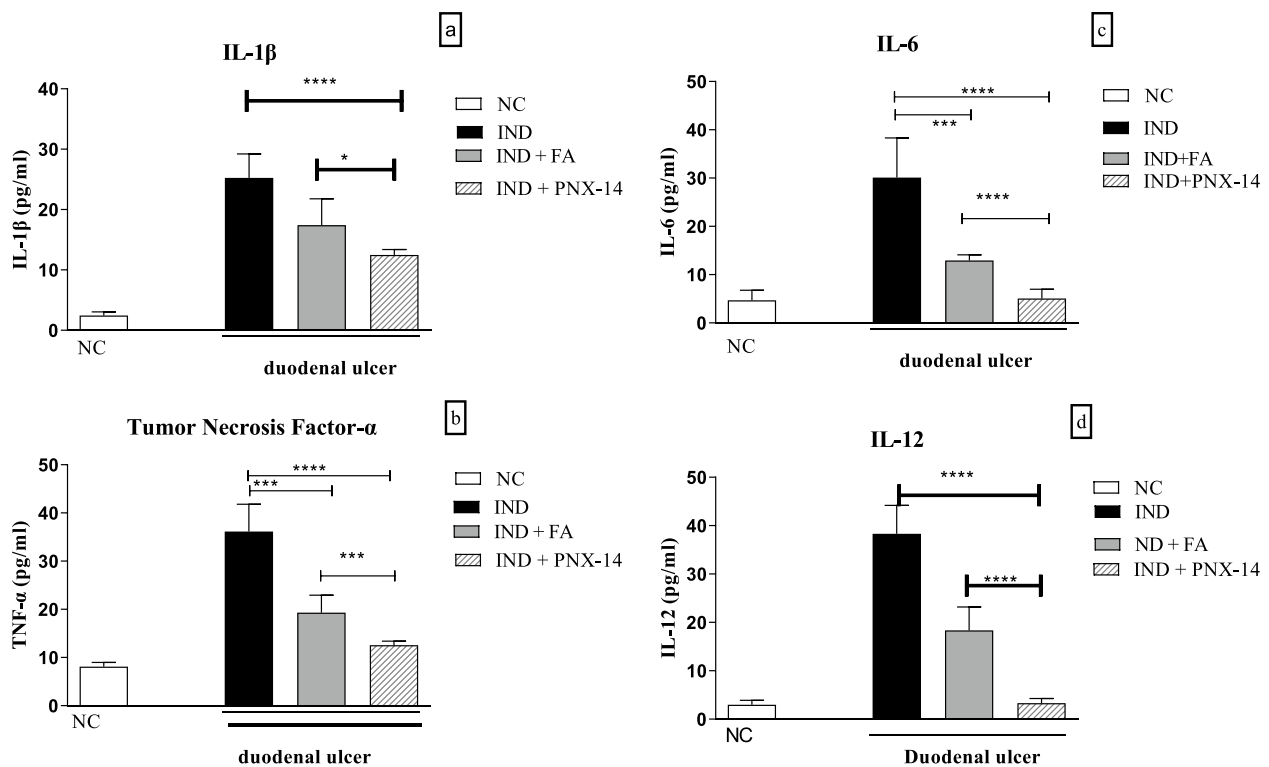 a
IL-1β
****
*
40
30
20
10
0
IL-1β (pg/ml)
NC
IND
IND + FA
IND + PNX-14
NC
duodenal ulcer
c
IL-6
****
***
****
50
40
30
20
10
0
IL-6 (pg/ml)
NC
IND
IND+FA
IND+PNX-14
NC
duodenal ulcer
b
Tumor Necrosis Factor-α
****
***
***
50
40
30
20
10
0
TNF-α (pg/ml)
NC
IND
IND + FA
IND + PNX-14
NC
duodenal ulcer
d
IL-12
****
****
50
40
30
20
10
0
IL-12 (pg/ml)
NC
IND
ND + FA
IND + PNX-14
NC
Duodenal ulcer